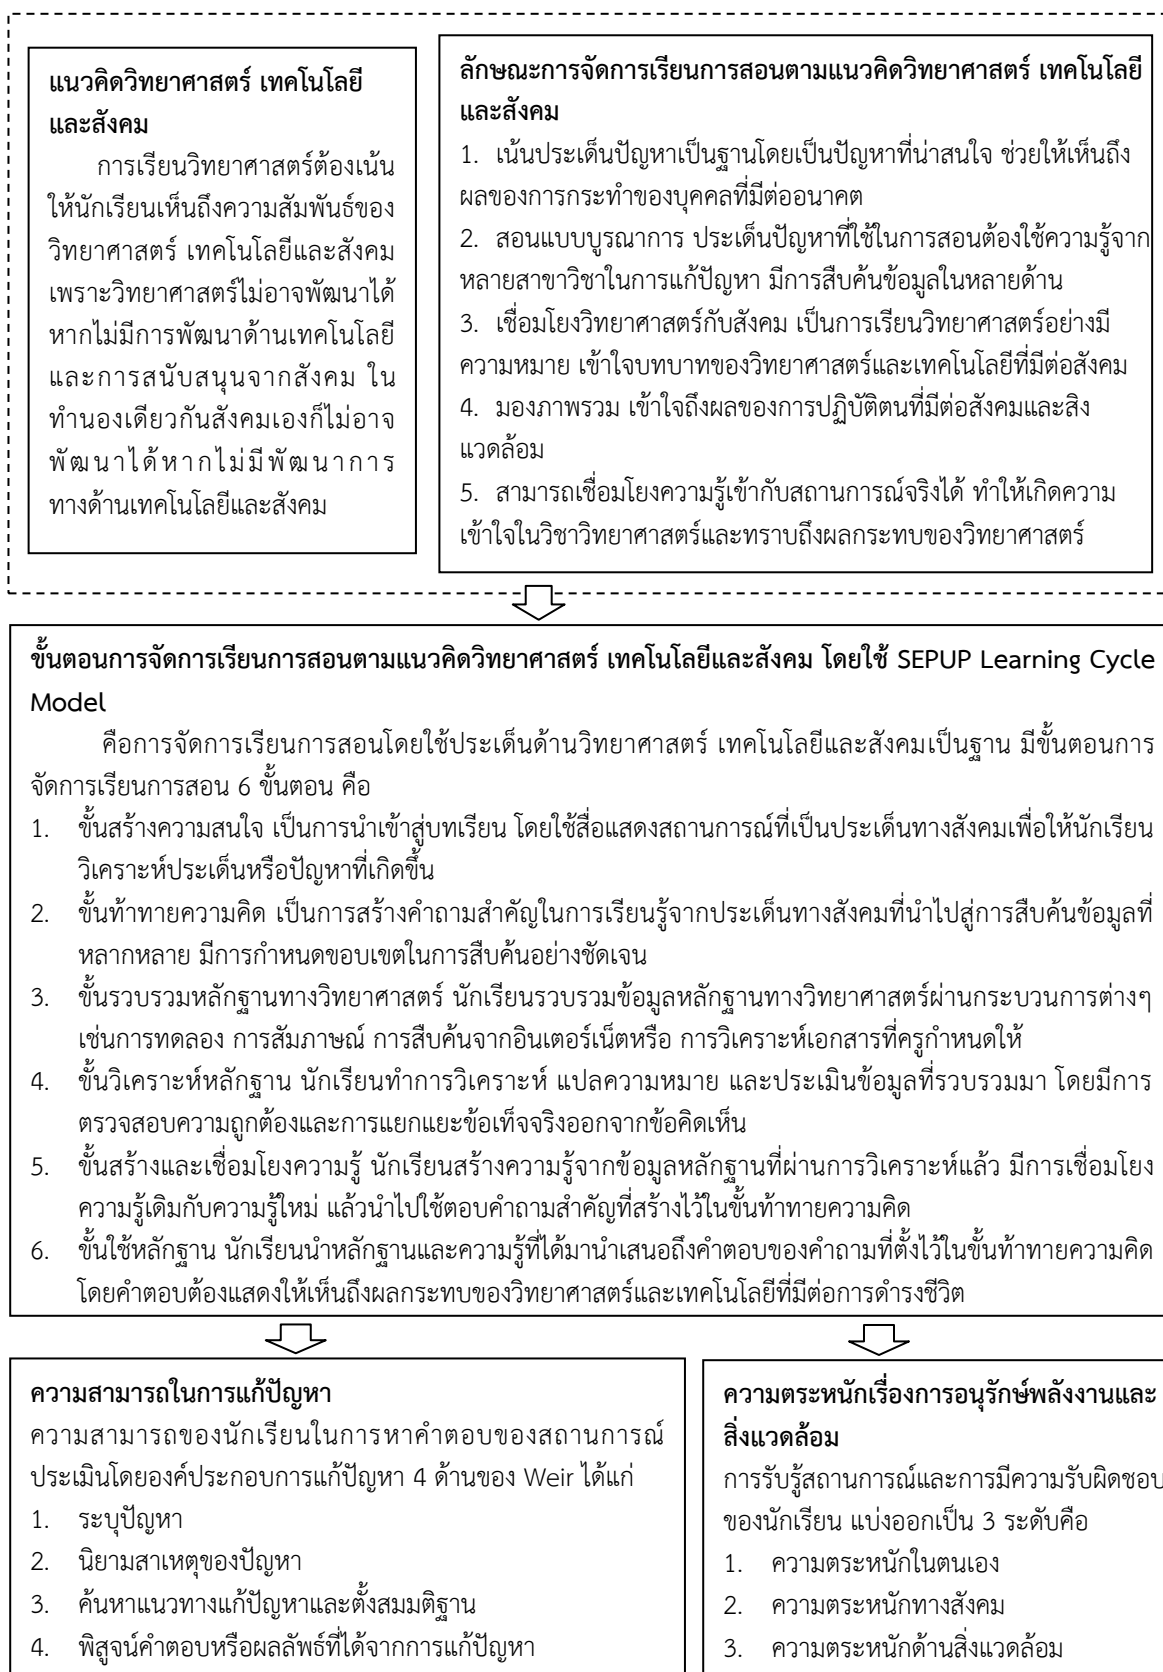 แนวคิดวิทยาศาสตร์ เทคโนโลยี
และสังคม
การเรียนวิทยาศาสตร์ต้องเน้น
ให้นักเรียนเห็นถึงความสัมพันธ์ของ
วิทยาศาสตร์ เทคโนโลยีและสังคม
เพราะวิทยาศาสตร์ไม่อาจพัฒนาได้
หากไม่มีการพัฒนาด้านเทคโนโลยี
และการสนับสนุนจากสังคม ใน
ทำนองเดียวกันสังคมเองก็ไม่อาจ
พัฒนาได้หากไม่มีพัฒนาการ
ทางด้านเทคโนโลยีและสังคม
ลักษณะการจัดการเรียนการสอนตามแนวคิดวิทยาศาสตร์ เทคโนโลยี
และสังคม
1. เน้นประเด็นปัญหาเป็นฐานโดยเป็นปัญหาที่น่าสนใจ ช่วยให้เห็นถึง
ผลของการกระทำของบุคคลที่มีต่ออนาคต
2. สอนแบบบูรณาการ ประเด็นปัญหาที่ใช้ในการสอนต้องใช้ความรู้จาก
หลายสาขาวิชาในการแก้ปัญหา มีการสืบค้นข้อมูลในหลายด้าน
3. เชื่อมโยงวิทยาศาสตร์กับสังคม เป็นการเรียนวิทยาศาสตร์อย่างมี
ความหมาย เข้าใจบทบาทของวิทยาศาสตร์และเทคโนโลยีที่มีต่อสังคม
4. มองภาพรวม เข้าใจถึงผลของการปฏิบัติตนที่มีต่อสังคมและสิ่ง
แวดล้อม
5. สามารถเชื่อมโยงความรู้เข้ากับสถานการณ์จริงได้ ทำให้เกิดความ
เข้าใจในวิชาวิทยาศาสตร์และทราบถึงผลกระทบของวิทยาศาสตร์
ขั้นตอนการจัดการเรียนการสอนตามแนวคิดวิทยาศาสตร์ เทคโนโลยีและสังคม โดยใช้ SEPUP Learning Cycle
Model
คือการจัดการเรียนการสอนโดยใช้ประเด็นด้านวิทยาศาสตร์ เทคโนโลยีและสังคมเป็นฐาน มีขั้นตอนการ
จัดการเรียนการสอน 6 ขั้นตอน คือ
1. ขั้นสร้างความสนใจ เป็นการนำเข้าสู่บทเรียน โดยใช้สื่อแสดงสถานการณ์ที่เป็นประเด็นทางสังคมเพื่อให้นักเรียน
วิเคราะห์ประเด็นหรือปัญหาที่เกิดขึ้น
2. ขั้นท้าทายความคิด เป็นการสร้างคำถามสำคัญในการเรียนรู้จากประเด็นทางสังคมที่นำไปสู่การสืบค้นข้อมูลที่
หลากหลาย มีการกำหนดขอบเขตในการสืบค้นอย่างชัดเจน
3. ขั้นรวบรวมหลักฐานทางวิทยาศาสตร์ นักเรียนรวบรวมข้อมูลหลักฐานทางวิทยาศาสตร์ผ่านกระบวนการต่างๆ
เช่นการทดลอง การสัมภาษณ์ การสืบค้นจากอินเตอร์เน็ตหรือ การวิเคราะห์เอกสารที่ครูกำหนดให้
4. ขั้นวิเคราะห์หลักฐาน นักเรียนทำการวิเคราะห์ แปลความหมาย และประเมินข้อมูลที่รวบรวมมา โดยมีการ
ตรวจสอบความถูกต้องและการแยกแยะข้อเท็จจริงออกจากข้อคิดเห็น
5. ขั้นสร้างและเชื่อมโยงความรู้ นักเรียนสร้างความรู้จากข้อมูลหลักฐานที่ผ่านการวิเคราะห์แล้ว มีการเชื่อมโยง
ความรู้เดิมกับความรู้ใหม่ แล้วนำไปใช้ตอบคำถามสำคัญที่สร้างไว้ในขั้นท้าทายความคิด
6. ขั้นใช้หลักฐาน นักเรียนนำหลักฐานและความรู้ที่ได้มานำเสนอถึงคำตอบของคำถามที่ตั้งไว้ในขั้นท้าทายความคิด
โดยคำตอบต้องแสดงให้เห็นถึงผลกระทบของวิทยาศาสตร์และเทคโนโลยีที่มีต่อการดำรงชีวิต
ความสามารถในการแก้ปัญหา
ความสามารถของนักเรียนในการหาคำตอบของสถานการณ์
ประเมินโดยองค์ประกอบการแก้ปัญหา 4 ด้านของ Weir ได้แก่
1. ระบุปัญหา
2. นิยามสาเหตุของปัญหา
3. ค้นหาแนวทางแก้ปัญหาและตั้งสมมติฐาน
4. พิสูจน์คำตอบหรือผลลัพธ์ที่ได้จากการแก้ปัญหา
ความตระหนักเรื่องการอนุรักษ์พลังงานและ
สิ่งแวดล้อม
การรับรู้สถานการณ์และการมีความรับผิดชอบ
ของนักเรียน แบ่งออกเป็น 3 ระดับคือ
1. ความตระหนักในตนเอง
2. ความตระหนักทางสังคม
3. ความตระหนักด้านสิ่งแวดล้อม